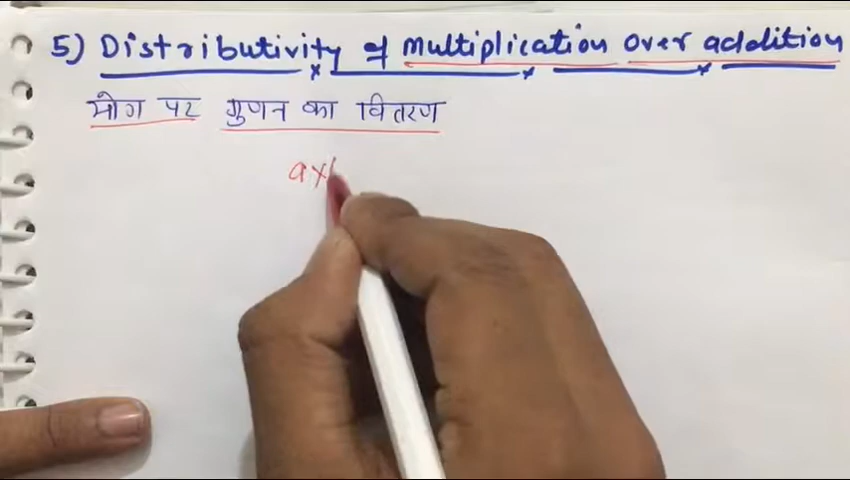 5) Distributivity of multiplication over addition
योग पर गुणन का वितरण
a×